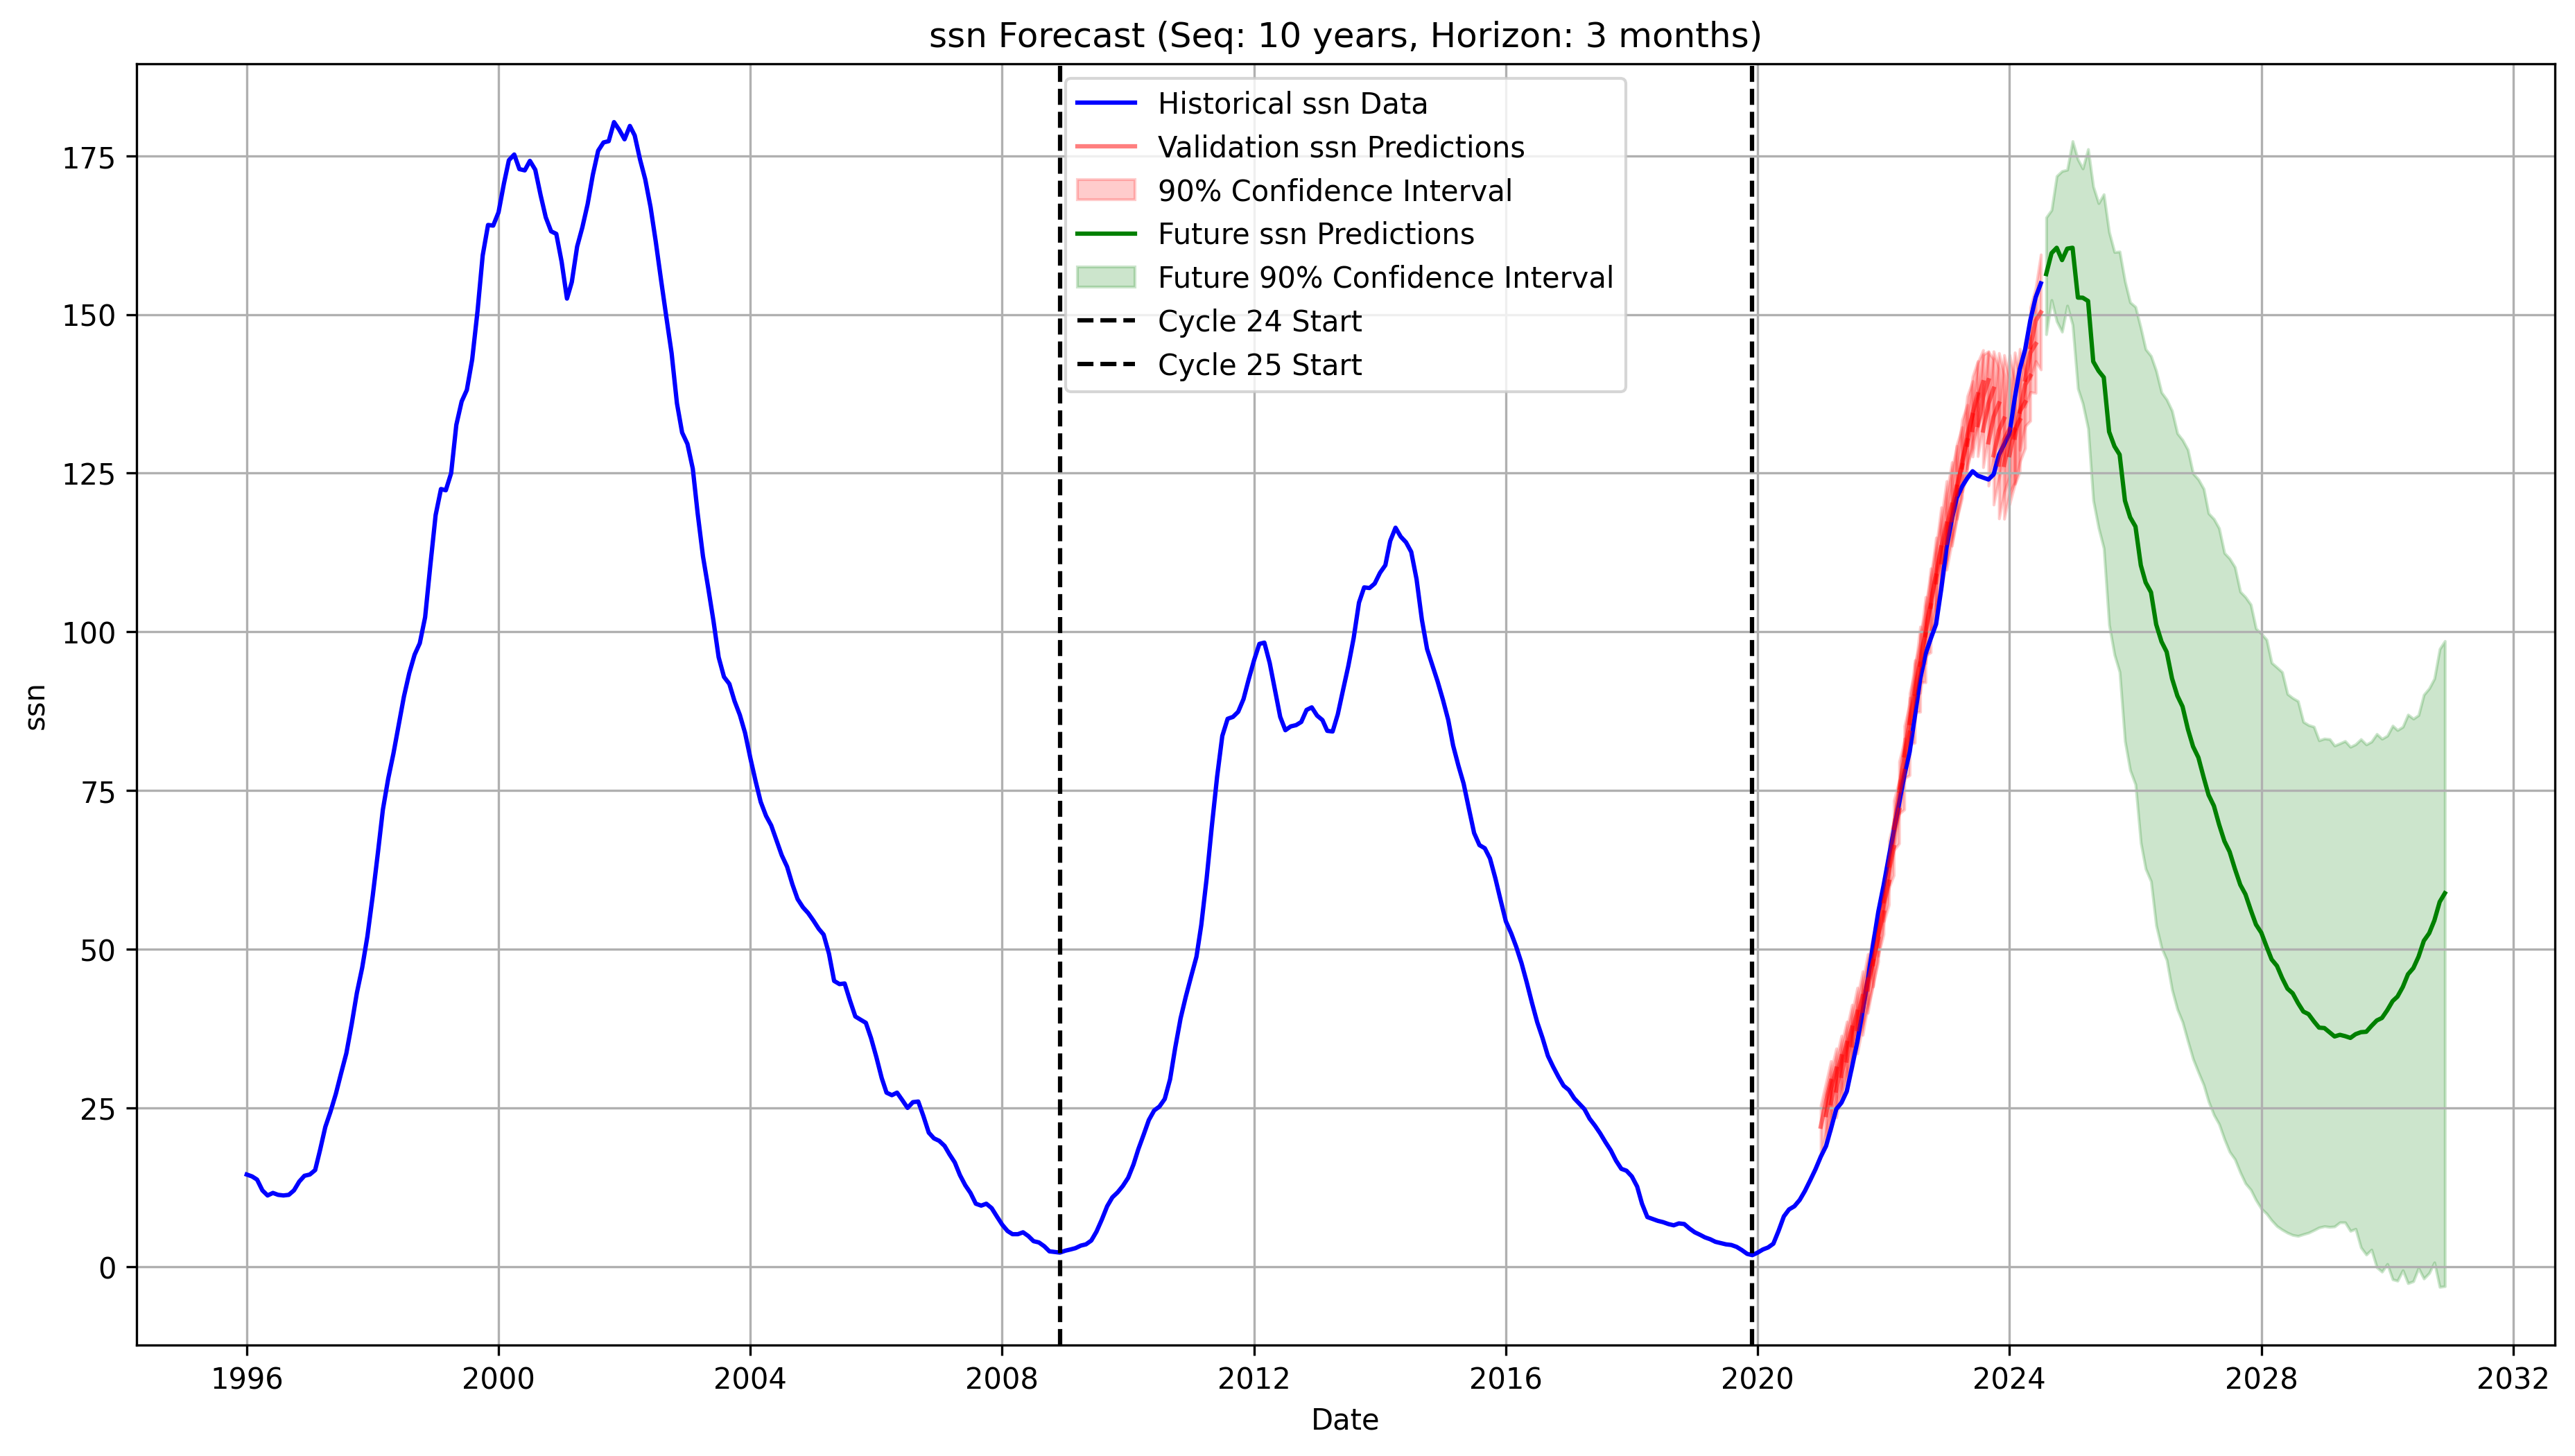 ssn Forecast (Seq: 10 years, Horizon: 3 months)
Historical ssn Data
Validation ssn Predictions
90% Confidence Interval
Future ssn Predictions
Future 90% Confidence Interval
Cycle 24 Start
Cycle 25 Start
175
150
125
100
75
50
25
0
ssn
1996 2000 2004 2008 2012 2016 2020 2024 2028 2032
Date